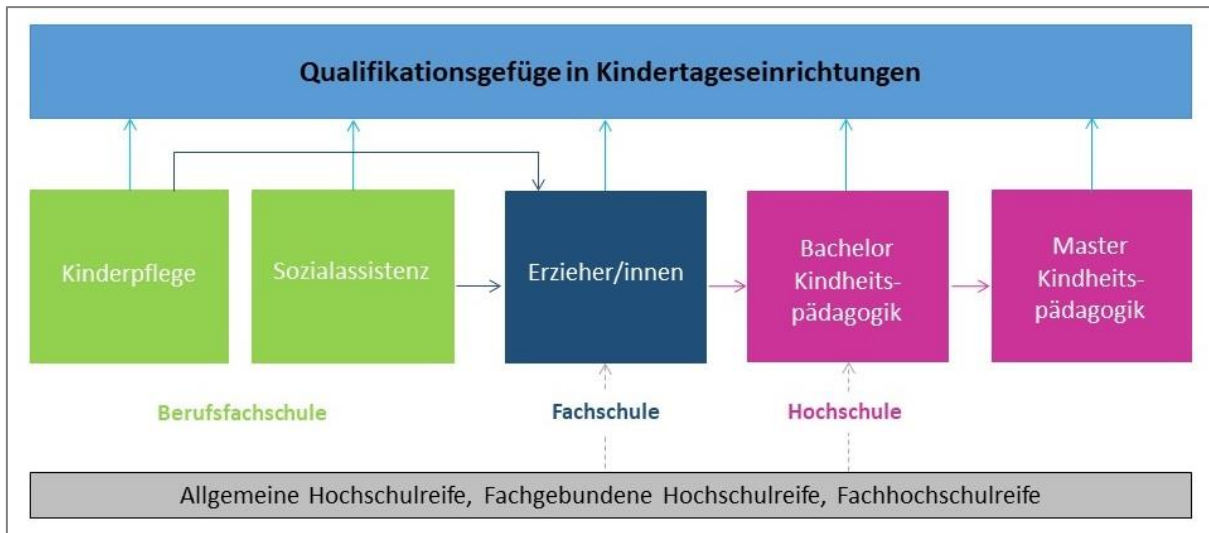 Qualifikationsgefüge in Kindertageseinrichtungen
Kinderpflege
Sozialassistenz
Erzieher/innen
Bachelor
Kindheits-
pädagogik
Master
Kindheits-
pädagogik
Berufsfachschule
Fachschule
Hochschule
Allgemeine Hochschulreife, Fachgebundene Hochschulreife, Fachhochschulreife